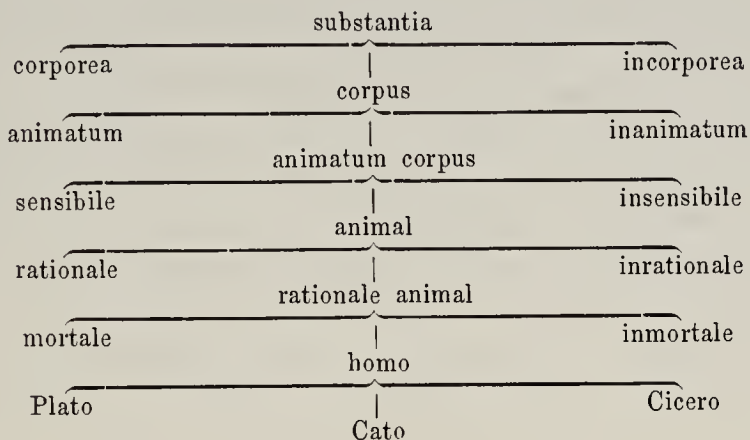 substantia
corporea incorporea
corpus
animatum inanimatum
animatum corpus
sensibile insensibile
animal
rationale inrationale
rationale animal
mortale inmortale
homo
Plato Cicero
Cato